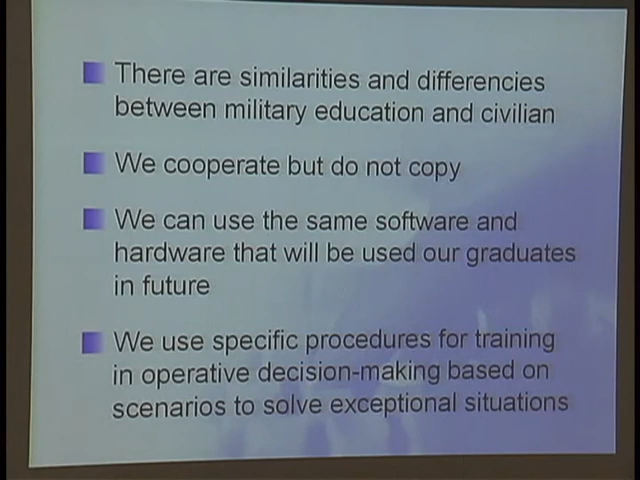 There are similarities and differencies
between military education and civilian
We cooperate but do not copy
We can use the same software and
hardware that will be used our graduates
in future
We use specific procedures for training
in operative decision-making based on
scenarios to solve exceptional situations